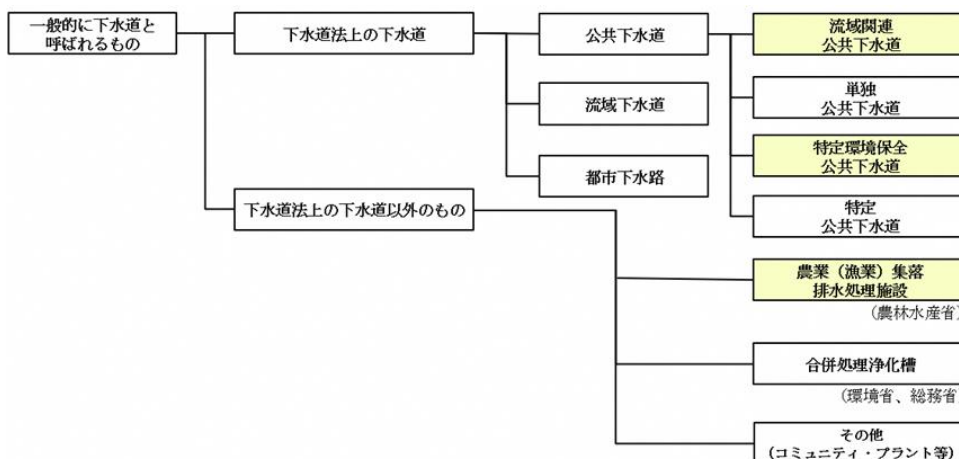 一般的に下水道と
呼ばれるもの
下水道法上の下水道
公共下水道
流域関連
公共下水道
単独
公共下水道
流域下水道
特定環境保全
公共下水道
都市下水路
特定
公共下水道
下水道法上の下水道以外のもの
農業（漁業）集落
排水処理施設
（農林水産省）
合併処理浄化槽
（環境省、総務省）
その他
（コミュニティ・プラント等）